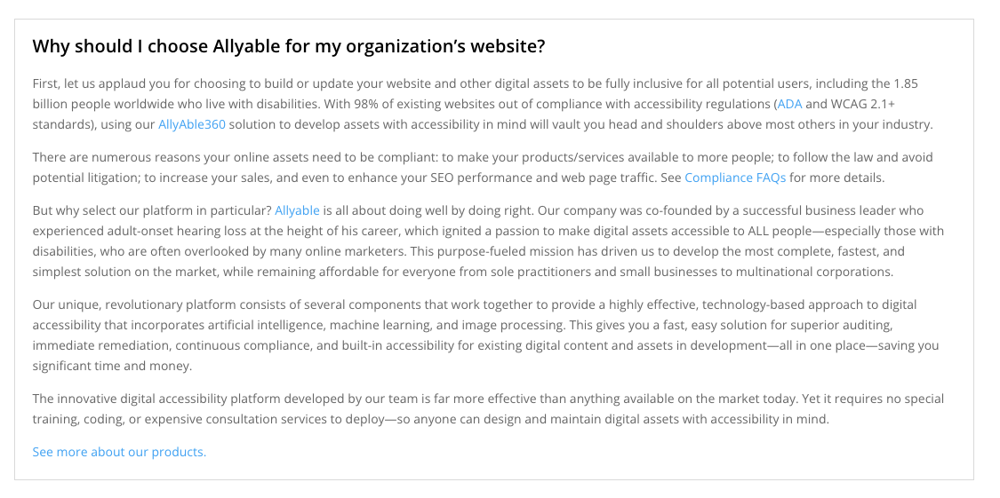 Why should I choose Allyable for my organization’s website?
First, let us applaud you for choosing to build or update your website and other digital assets to be fully inclusive for all potential users, including the 1.85
billion people worldwide who live with disabilities. With 98% of existing websites out of compliance with accessibility regulations (ADA and WCAG 2.1+
standards), using our AllyAble360 solution to develop assets with accessibility in mind will vault you head and shoulders above most others in your industry.
There are numerous reasons your online assets need to be compliant: to make your products/services available to more people; to follow the law and avoid
potential litigation; to increase your sales, and even to enhance your SEO performance and web page traffic. See Compliance FAQs for more details.
But why select our platform in particular? Allyable is all about doing well by doing right. Our company was co-founded by a successful business leader who
experienced adult-onset hearing loss at the height of his career, which ignited a passion to make digital assets accessible to ALL people—especially those with
disabilities, who are often overlooked by many online marketers. This purpose-fueled mission has driven us to develop the most complete, fastest, and
simplest solution on the market, while remaining affordable for everyone from sole practitioners and small businesses to multinational corporations.
Our unique, revolutionary platform consists of several components that work together to provide a highly effective, technology-based approach to digital
accessibility that incorporates artificial intelligence, machine learning, and image processing. This gives you a fast, easy solution for superior auditing,
immediate remediation, continuous compliance, and built-in accessibility for existing digital content and assets in development—all in one place—saving you
significant time and money.
The innovative digital accessibility platform developed by our team is far more effective than anything available on the market today. Yet it requires no special
training, coding, or expensive consultation services to deploy—so anyone can design and maintain digital assets with accessibility in mind.
See more about our products.